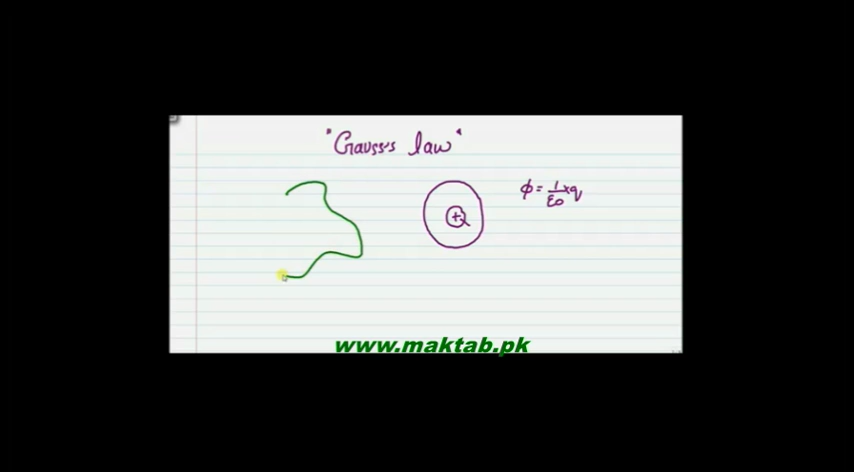 "Gauss's law"
+Q
φ = 1/ε0 × q
www.maktab.pk